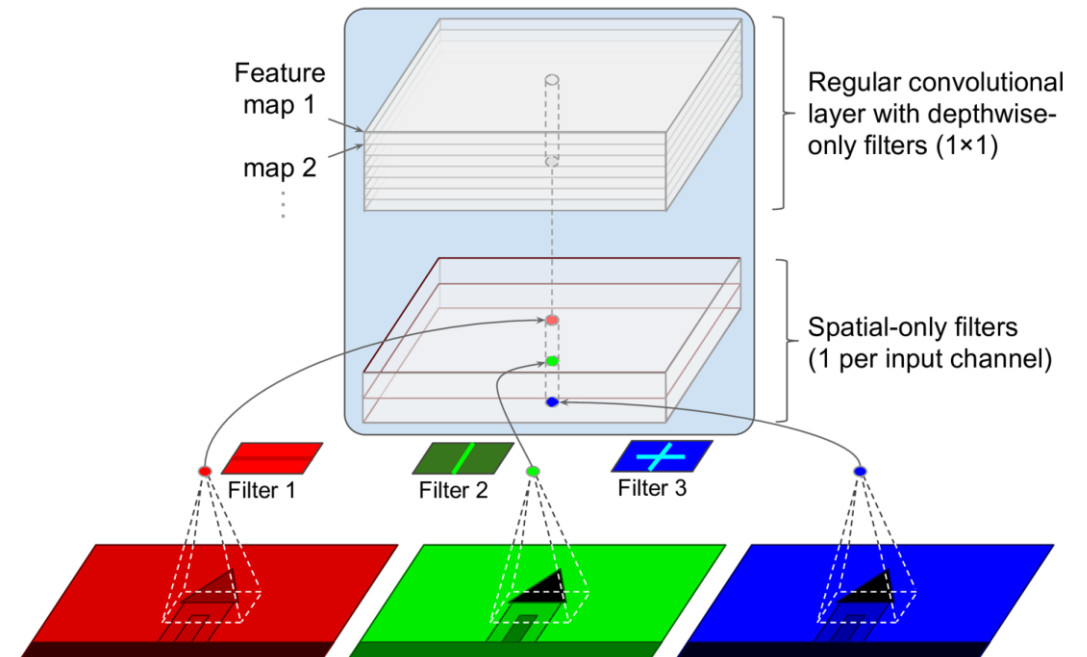 Feature
map 1
map 2
Regular convolutional
layer with depthwise-
only filters (1×1)
Spatial-only filters
(1 per input channel)
Filter 1
Filter 2
Filter 3